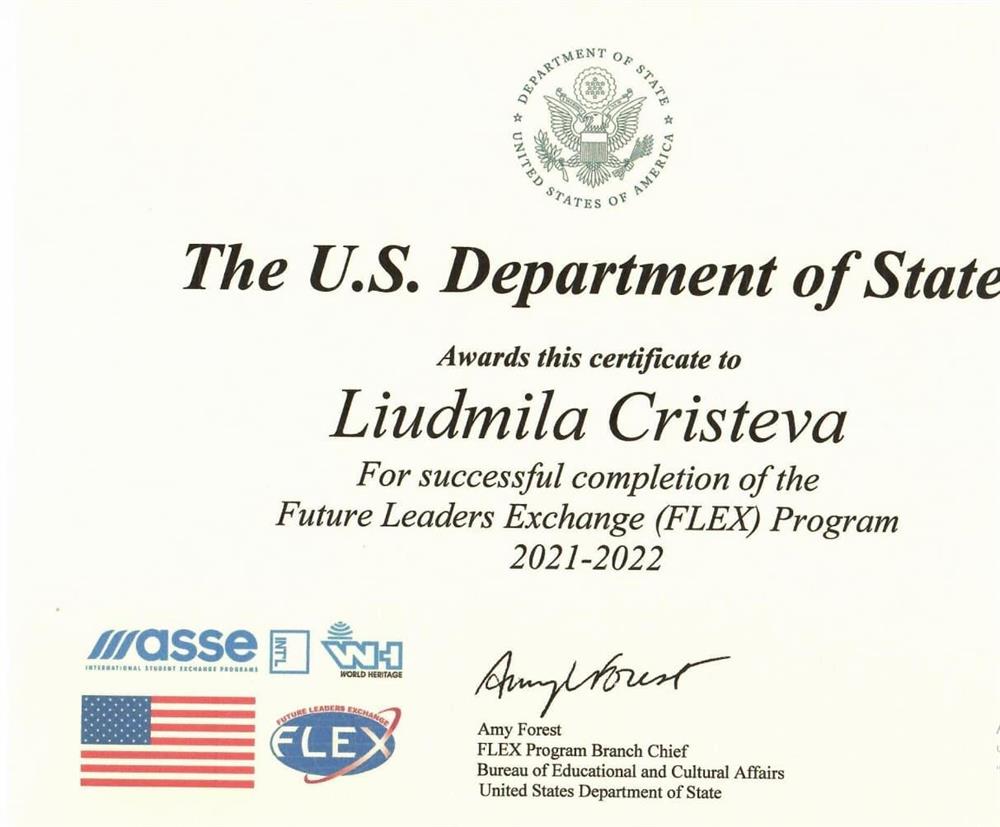 DEPARTMENT OF STATE
UNITED STATES OF AMERICA
The U.S. Department of State
Awards this certificate to
Liudmila Cristeva
For successful completion of the
Future Leaders Exchange (FLEX) Program
2021-2022
asse
INT'L
INTERNATIONAL STUDENT EXCHANGE PROGRAMS
WH
WORLD HERITAGE
FUTURE LEADERS EXCHANGE
FLEX
Amy Forest
Amy Forest
FLEX Program Branch Chief
Bureau of Educational and Cultural Affairs
United States Department of State